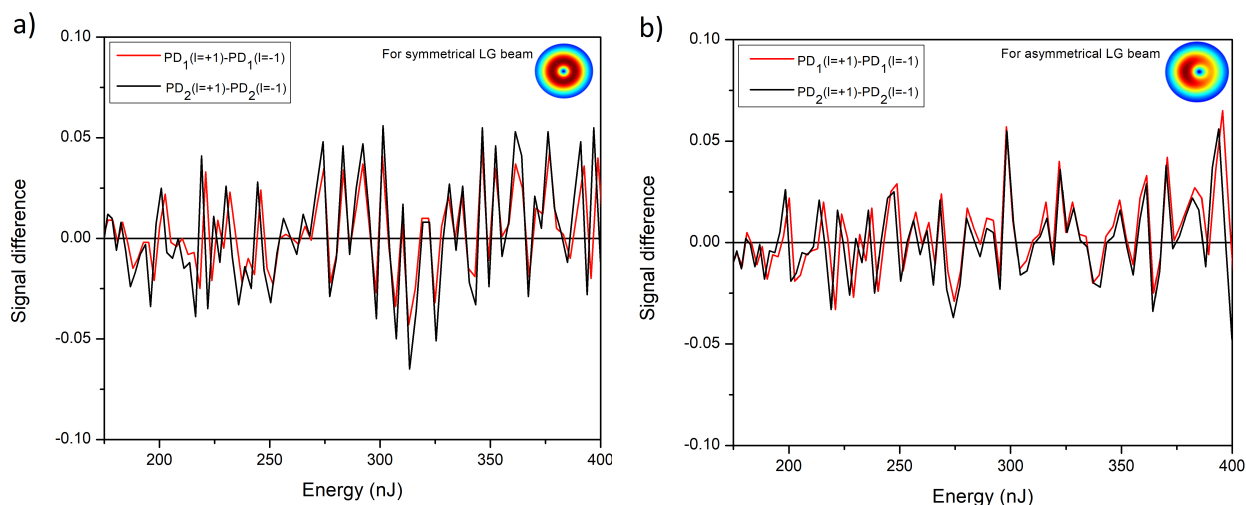 a)
0.10
0.05
0.00
-0.05
-0.10
Signal difference
PD1(l=+1)-PD1(l=-1)
PD2(l=+1)-PD2(l=-1)
For symmetrical LG beam
200
250
300
350
400
Energy (nJ)
b)
0.10
0.05
0.00
-0.05
-0.10
Signal difference
PD1(l=+1)-PD1(l=-1)
PD2(l=+1)-PD2(l=-1)
For asymmetrical LG beam
200
250
300
350
400
Energy (nJ)